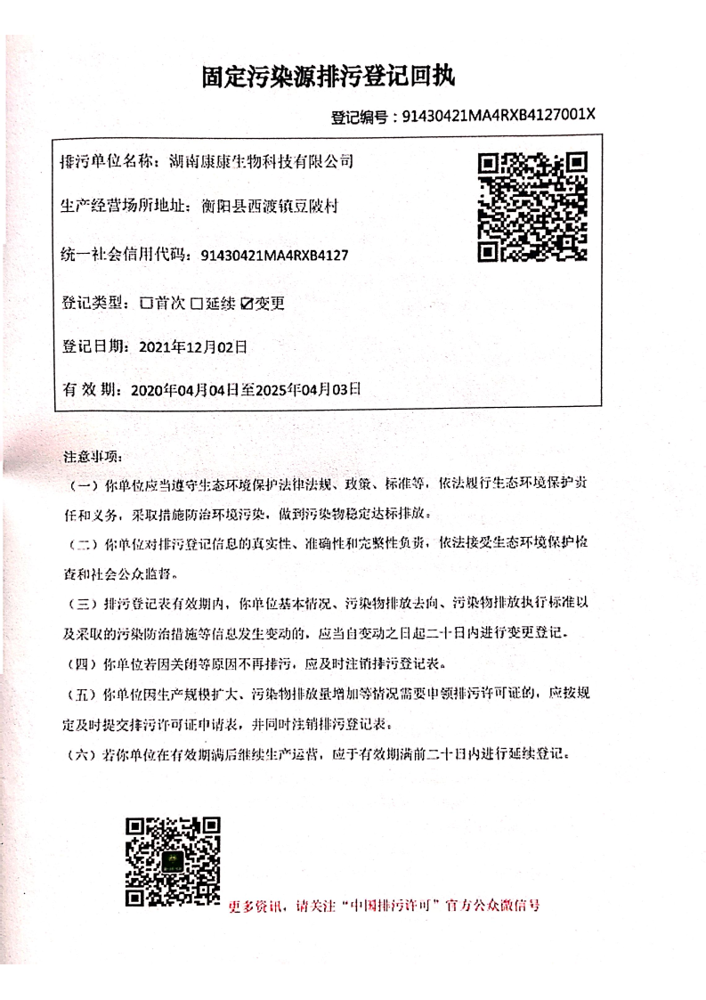 固定污染源排污登记回执
登记编号：91430421MA4RXB4127001X
排污单位名称：湖南康康生物科技有限公司
生产经营场所地址：衡阳县西渡镇豆陂村
统一社会信用代码：91430421MA4RXB4127
登记类型：☐首次 ☐延续 ☑变更
登记日期：2021年12月02日
有 效 期：2020年04月04日至2025年04月03日
注意事项：
（一）你单位应当遵守生态环境保护法律法规、政策、标准等，依法履行生态环境保护责
任和义务，采取措施防治环境污染，做到污染物稳定达标排放。
（二）你单位对排污登记信息的真实性、准确性和完整性负责，依法接受生态环境保护检
查和社会公众监督。
（三）排污登记表有效期内，你单位基本情况、污染物排放去向、污染物排放执行标准以
及采取的污染防治措施等信息发生变动的，应当自变动之日起二十日内进行变更登记。
（四）你单位若因关闭等原因不再排污，应及时注销排污登记表。
（五）你单位因生产规模扩大、污染物排放量增加等情况需要申领排污许可证的，应按规
定及时提交排污许可证申请表，并同时注销排污登记表。
（六）若你单位在有效期满后继续生产运营，应于有效期满前二十日内进行延续登记。
更多资讯，请关注“中国排污许可”官方公众微信号